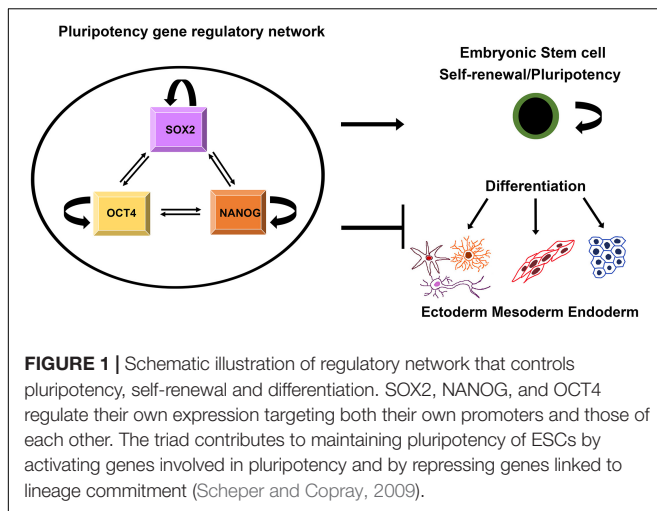 Pluripotency gene regulatory network
Embryonic Stem cell
Self-renewal/Pluripotency
SOX2
OCT4
NANOG
Differentiation
Ectoderm Mesoderm Endoderm
FIGURE 1 | Schematic illustration of regulatory network that controls
pluripotency, self-renewal and differentiation. SOX2, NANOG, and OCT4
regulate their own expression targeting both their own promoters and those of
each other. The triad contributes to maintaining pluripotency of ESCs by
activating genes involved in pluripotency and by repressing genes linked to
lineage commitment (Scheper and Copray, 2009).